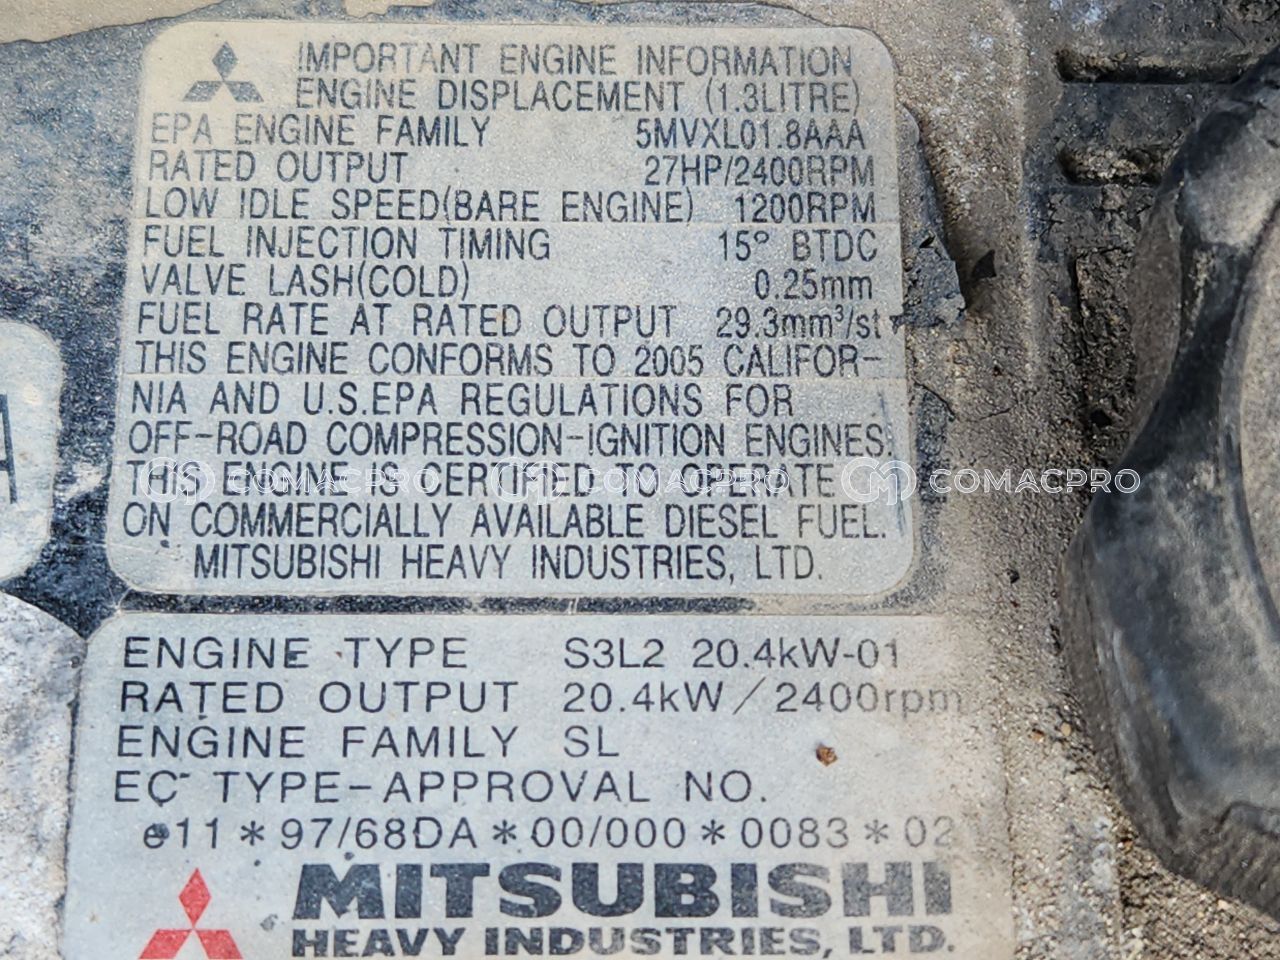 IMPORTANT ENGINE INFORMATION
ENGINE DISPLACEMENT (1.3LITRE)
EPA ENGINE FAMILY 5MVXL01.8AAA
RATED OUTPUT 27HP/2400RPM
LOW IDLE SPEED(BARE ENGINE) 1200RPM
FUEL INJECTION TIMING 15° BTDC
VALVE LASH(COLD) 0.25mm
FUEL RATE AT RATED OUTPUT 29.3mm³/st
THIS ENGINE CONFORMS TO 2005 CALIFOR-
NIA AND U.S.EPA REGULATIONS FOR
OFF-ROAD COMPRESSION-IGNITION ENGINES.
THIS ENGINE IS CERTIFIED TO OPERATE
ON COMMERCIALLY AVAILABLE DIESEL FUEL.
MITSUBISHI HEAVY INDUSTRIES, LTD.
COMACPRO COMACPRO COMACPRO
ENGINE TYPE S3L2 20.4kW-01
RATED OUTPUT 20.4kW/2400rpm
ENGINE FAMILY SL
EC TYPE-APPROVAL NO.
e11*97/68DA*00/000*0083*02
MITSUBISHI
HEAVY INDUSTRIES, LTD.